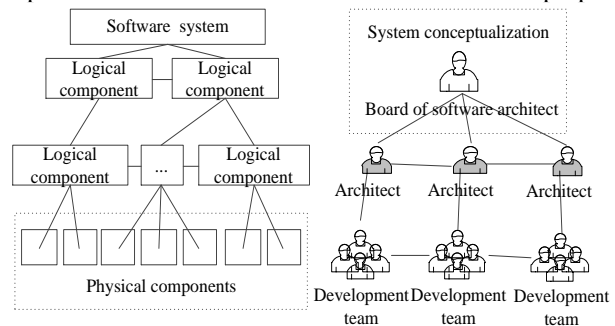 Software system
Logical
component
Logical
component
Logical
component
...
Logical
component
Physical components
System conceptualization
Board of software architect
Architect
Architect
Architect
Development
team
Development
team
Development
team